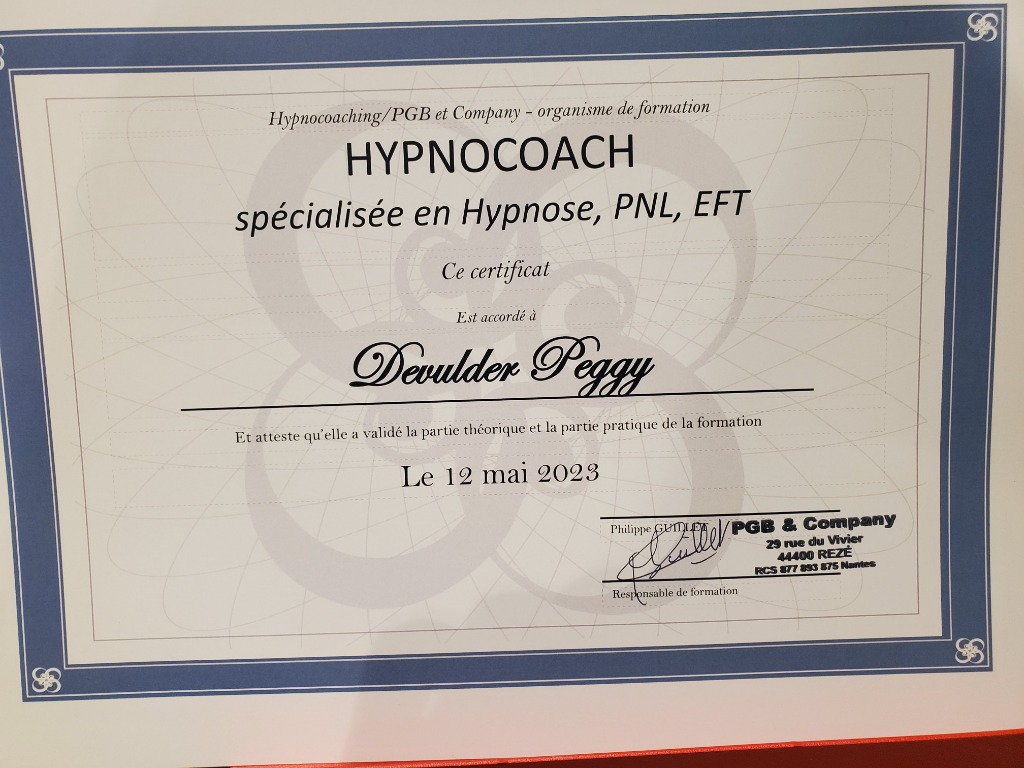 Hypnocoaching/PGB et Company - organisme de formation
HYPNOCOACH
spécialisée en Hypnose, PNL, EFT
Ce certificat
Est accordé à
Devulder Peggy
Et atteste qu'elle a validé la partie théorique et la partie pratique de la formation
Le 12 mai 2023
Philippe GUILLET
PGB & Company
29 rue du Vivier
44400 REZÉ
RCS 877 893 875 Nantes
Responsable de formation